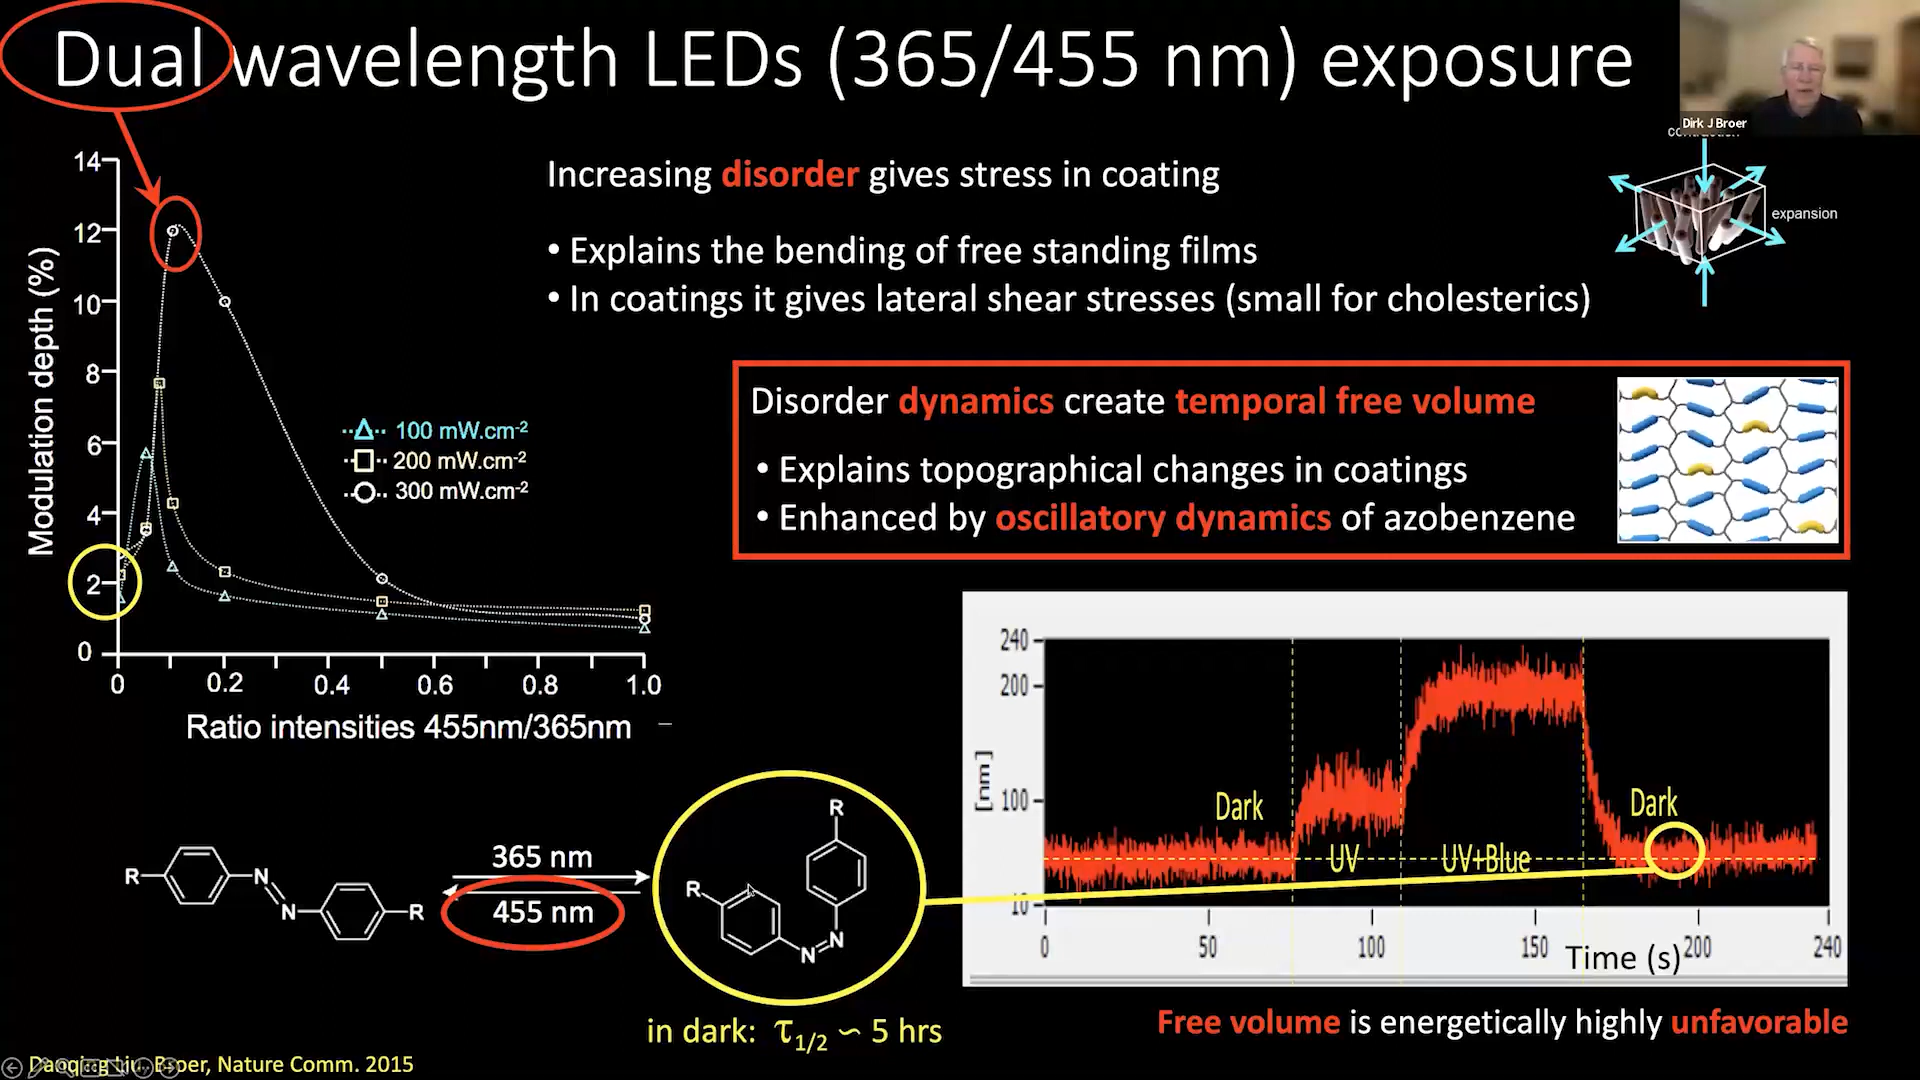 Dual wavelength LEDs (365/455 nm) exposure
Dirk J Broer
expansion
Increasing disorder gives stress in coating
• Explains the bending of free standing films
• In coatings it gives lateral shear stresses (small for cholesterics)
Disorder dynamics create temporal free volume
• Explains topographical changes in coatings
• Enhanced by oscillatory dynamics of azobenzene
Modulation depth (%)
14
12
10
8
6
4
2
0
100 mW.cm-2
200 mW.cm-2
300 mW.cm-2
0 0.2 0.4 0.6 0.8 1.0
Ratio intensities 455nm/365nm
R N N R
365 nm
455 nm
R
R
N N
in dark: τ1/2 ∽ 5 hrs
240
200
100
10
[nm]
Dark
UV
UV+Blue
Dark
0 50 100 150 200 240
Time (s)
Free volume is energetically highly unfavorable
Broer, Nature Comm. 2015